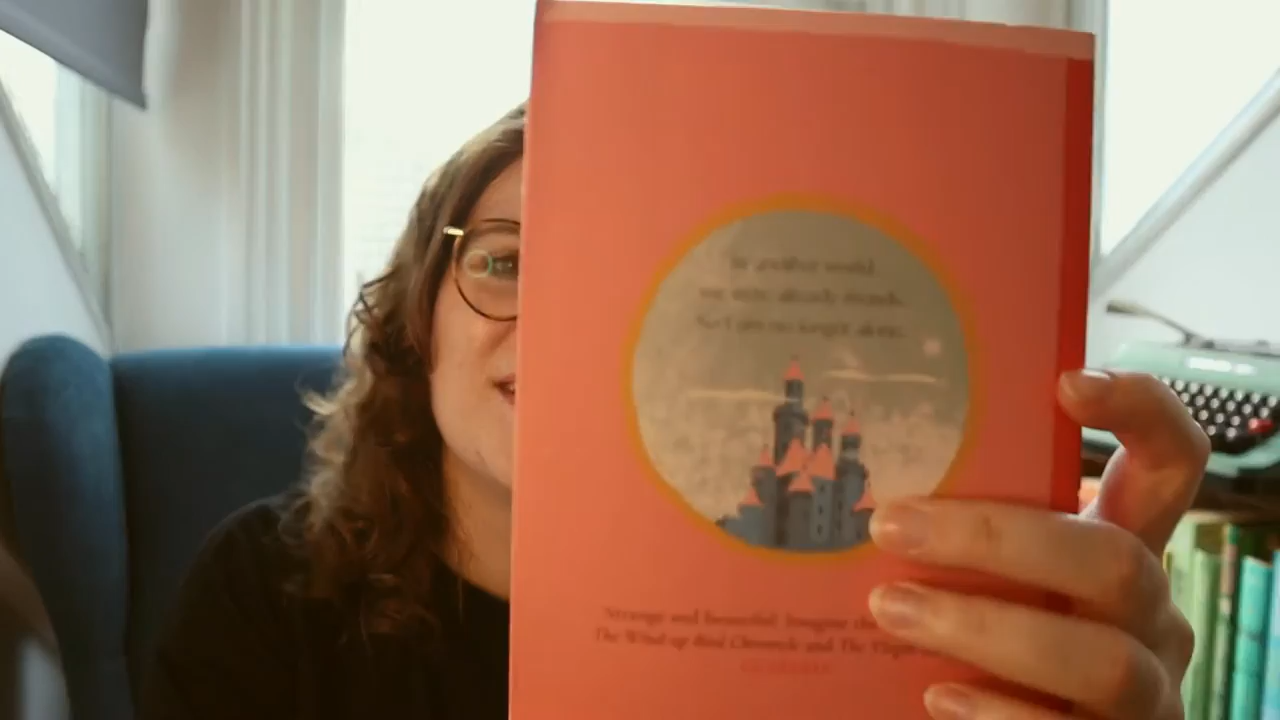 In another world
we were already friends.
So I am no longer alone.
Strange and beautiful. Imagine
The Wind-up Bird Chronicle and The Virgin